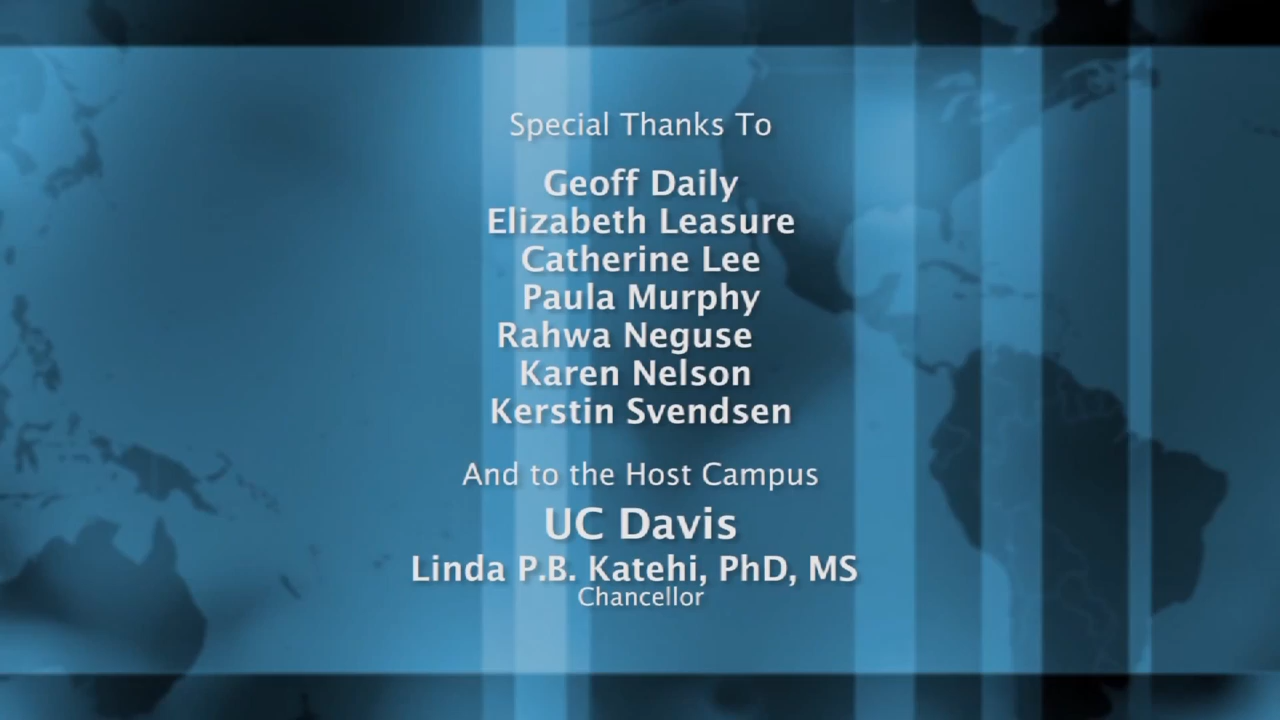 Special Thanks To
Geoff Daily
Elizabeth Leasure
Catherine Lee
Paula Murphy
Rahwa Neguse
Karen Nelson
Kerstin Svendsen
And to the Host Campus
UC Davis
Linda P.B. Katehi, PhD, MS
Chancellor